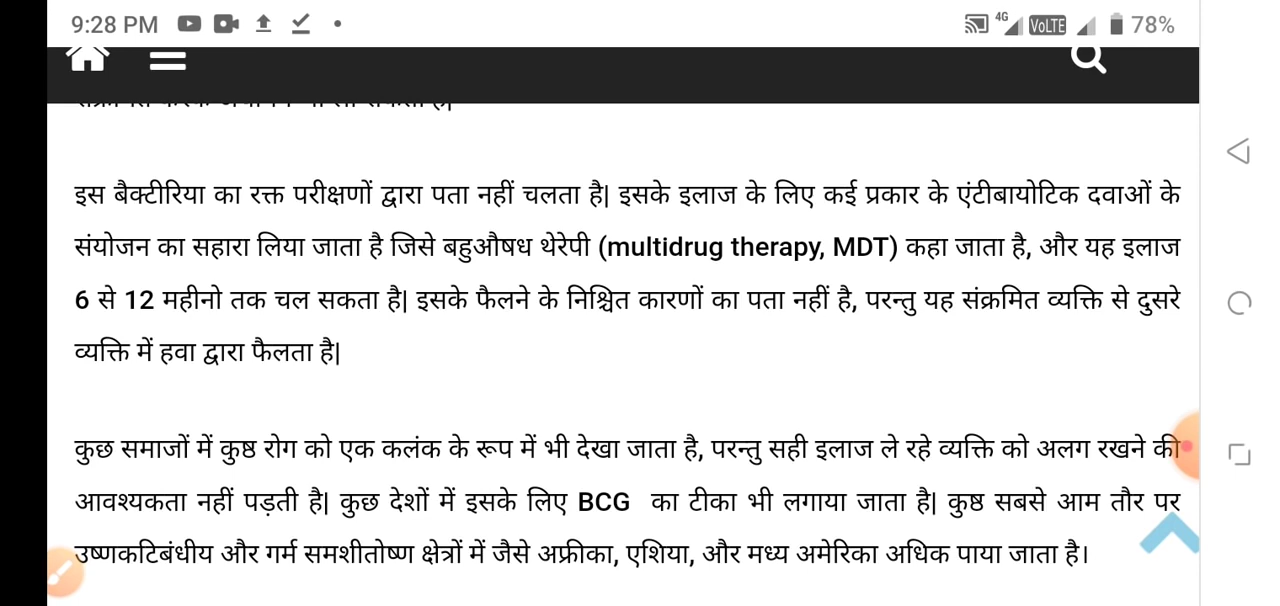 9:28 PM 4G VoLTE 78%
इस बैक्टीरिया का रक्त परीक्षणों द्वारा पता नहीं चलता है| इसके इलाज के लिए कई प्रकार के एंटीबायोटिक दवाओं के
संयोजन का सहारा लिया जाता है जिसे बहुऔषध थेरेपी (multidrug therapy, MDT) कहा जाता है, और यह इलाज
6 से 12 महीनो तक चल सकता है| इसके फैलने के निश्चित कारणों का पता नहीं है, परन्तु यह संक्रमित व्यक्ति से दुसरे
व्यक्ति में हवा द्वारा फैलता है|
कुछ समाजों में कुष्ठ रोग को एक कलंक के रूप में भी देखा जाता है, परन्तु सही इलाज ले रहे व्यक्ति को अलग रखने की
आवश्यकता नहीं पड़ती है| कुछ देशों में इसके लिए BCG का टीका भी लगाया जाता है| कुष्ठ सबसे आम तौर पर
उष्णकटिबंधीय और गर्म समशीतोष्ण क्षेत्रों में जैसे अफ्रीका, एशिया, और मध्य अमेरिका अधिक पाया जाता है।